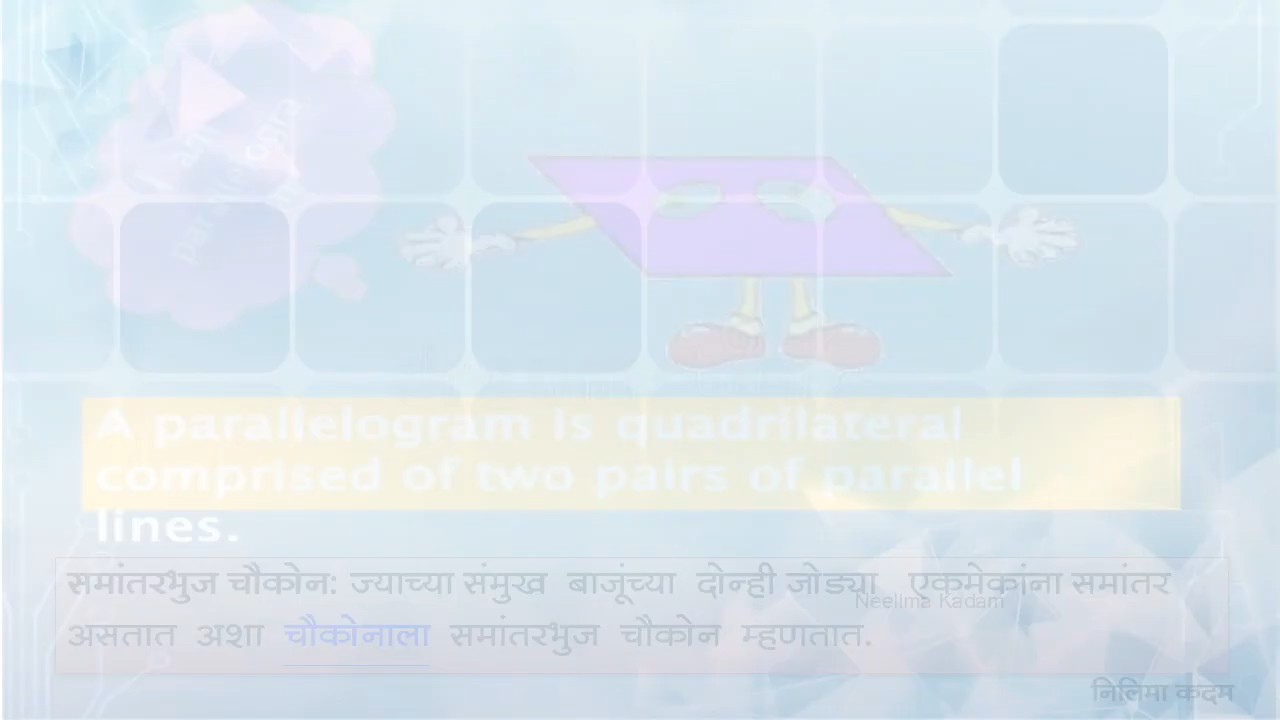 A parallelogram is quadrilateral
comprised of two pairs of parallel
lines.
समांतरभुज चौकोन: ज्याच्या संमुख बाजूंच्या दोन्ही जोड्या एकमेकांना समांतर
Neelima Kadam
असतात अशा चौकोनाला समांतरभुज चौकोन म्हणतात.
निलिमा कदम